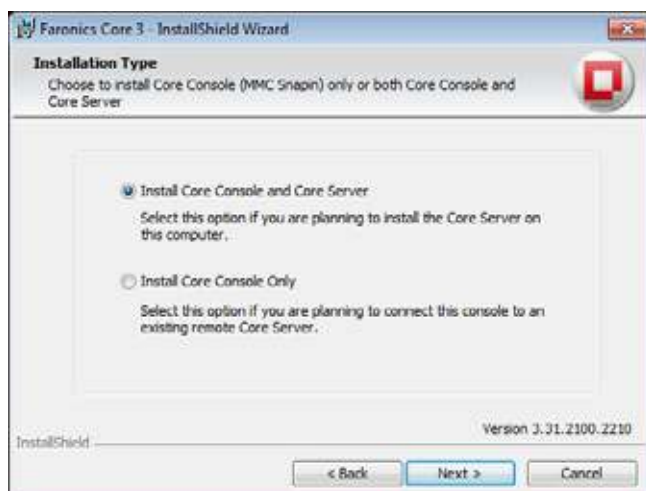 Faronics Core 3 - InstallShield Wizard
Installation Type
Choose to install Core Console (MMC Snapin) only or both Core Console and
Core Server
Install Core Console and Core Server
Select this option if you are planning to install the Core Server on
this computer.
Install Core Console Only
Select this option if you are planning to connect this console to an
existing remote Core Server.
Version 3.31.2100.2210
InstallShield
< Back
Next >
Cancel